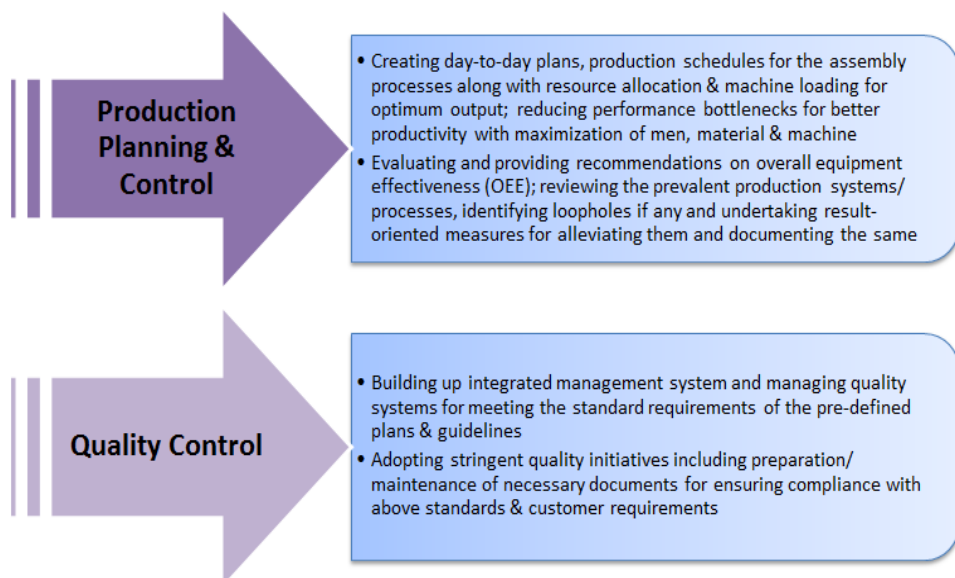 Production
Planning &
Control
• Creating day-to-day plans, production schedules for the assembly
processes along with resource allocation & machine loading for
optimum output; reducing performance bottlenecks for better
productivity with maximization of men, material & machine
• Evaluating and providing recommendations on overall equipment
effectiveness (OEE); reviewing the prevalent production systems/
processes, identifying loopholes if any and undertaking result-
oriented measures for alleviating them and documenting the same
Quality Control
• Building up integrated management system and managing quality
systems for meeting the standard requirements of the pre-defined
plans & guidelines
• Adopting stringent quality initiatives including preparation/
maintenance of necessary documents for ensuring compliance with
above standards & customer requirements